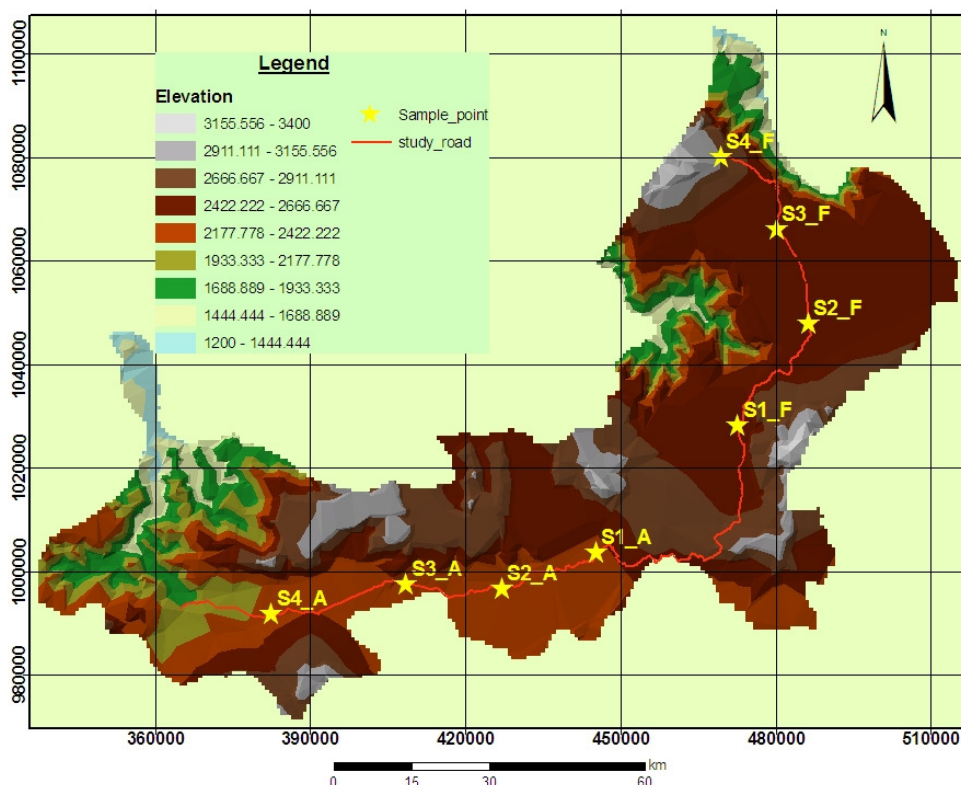 N
Legend
Elevation
3155.556 - 3400
2911.111 - 3155.556
2666.667 - 2911.111
2422.222 - 2666.667
2177.778 - 2422.222
1933.333 - 2177.778
1688.889 - 1933.333
1444.444 - 1688.889
1200 - 1444.444
Sample_point
study_road
S4_F
S3_F
S2_F
S1_F
S1_A
S2_A
S3_A
S4_A
1100000
1080000
1060000
1040000
1020000
1000000
980000
360000
390000
420000
450000
480000
510000
km
0
15
30
60